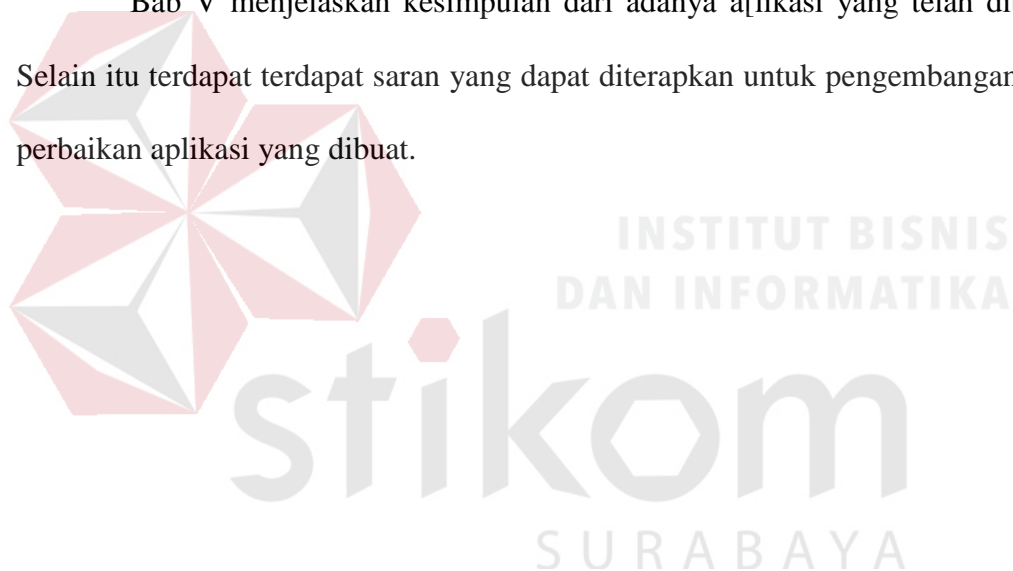 Bab V menjelaskan kesimpulan dari adanya a[likasi yang telah di
Selain itu terdapat terdapat saran yang dapat diterapkan untuk pengembangan
perbaikan aplikasi yang dibuat.
INSTITUT BISNIS
DAN INFORMATIKA
stikom
SURABAYA